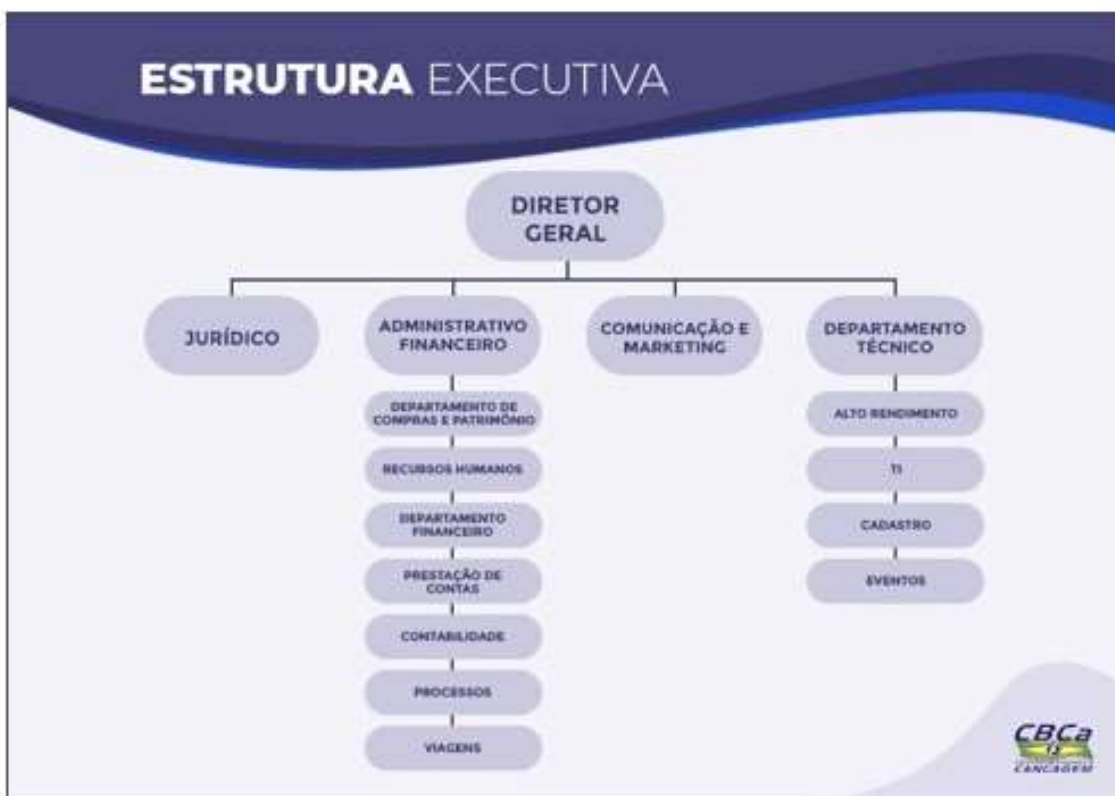 ESTRUTURA EXECUTIVA
DIRETOR
GERAL
JURÍDICO
ADMINISTRATIVO
FINANCEIRO
COMUNICAÇÃO E
MARKETING
DEPARTAMENTO
TÉCNICO
DEPARTAMENTO DE
COMPRAS E PATRIMÔNIO
RECURSOS HUMANOS
DEPARTAMENTO
FINANCEIRO
PRESTAÇÃO DE
CONTAS
CONTABILIDADE
PROCESSOS
VIAGENS
ALTO RENDIMENTO
TI
CADASTRO
EVENTOS
CBCa